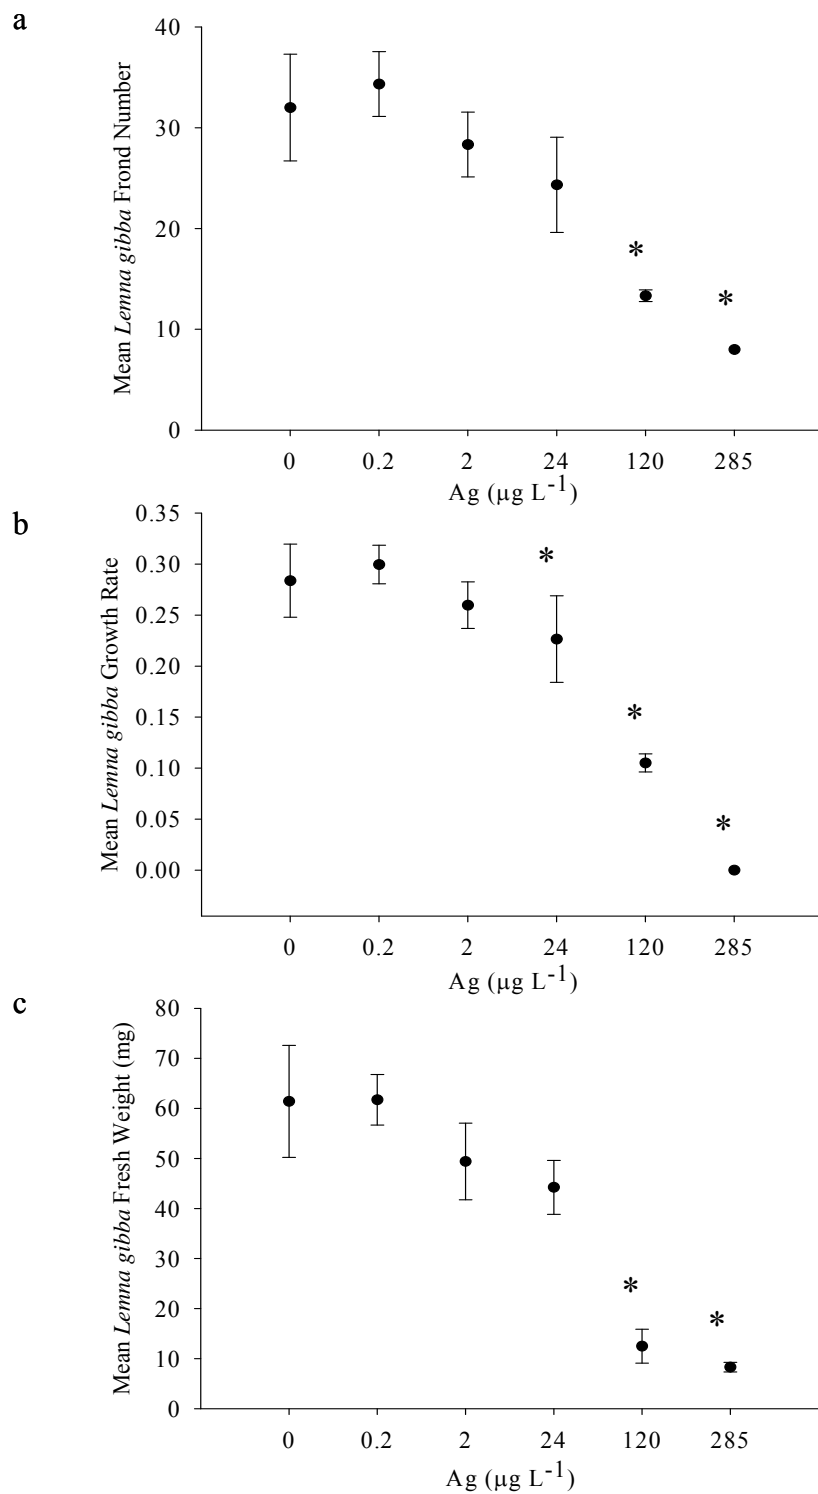 a
Mean Lemna gibba Frond Number
40
30
20
10
0
0 0.2 2 24 120 285
Ag (μg L-1)
*
*
b
Mean Lemna gibba Growth Rate
0.35
0.30
0.25
0.20
0.15
0.10
0.05
0.00
0 0.2 2 24 120 285
Ag (μg L-1)
*
*
*
c
Mean Lemna gibba Fresh Weight (mg)
80
70
60
50
40
30
20
10
0
0 0.2 2 24 120 285
Ag (μg L-1)
*
*